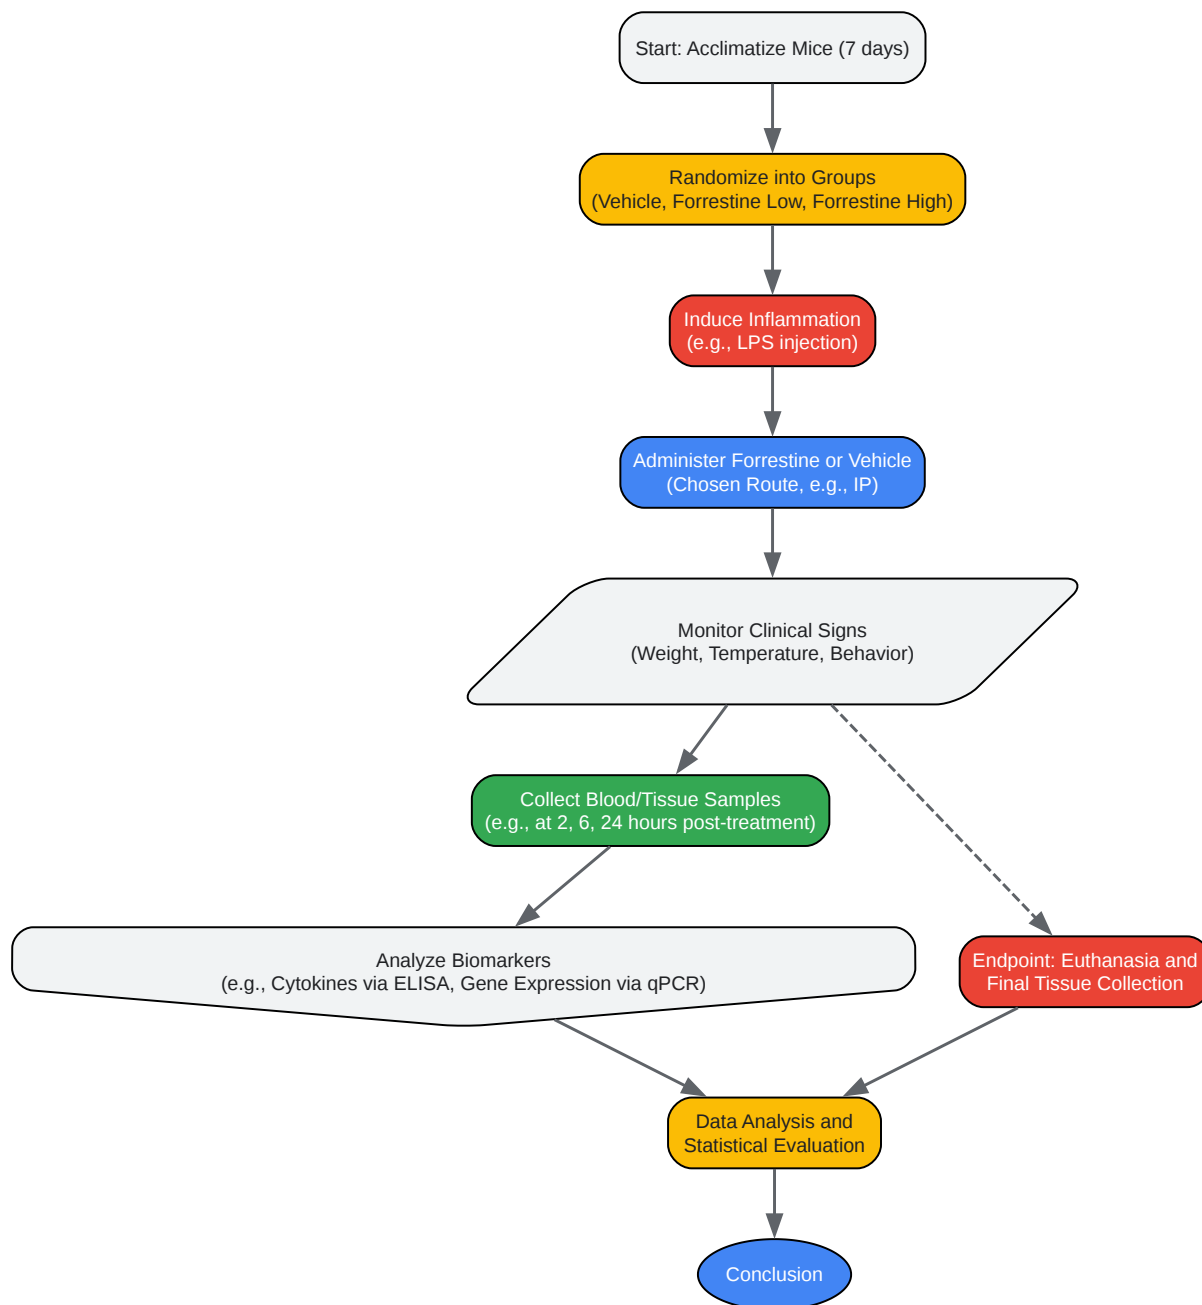 Start: Acclimatize Mice (7 days)
Randomize into Groups
(Vehicle, Forrestine Low, Forrestine High)
Induce Inflammation
(e.g., LPS injection)
Administer Forrestine or Vehicle
(Chosen Route, e.g., IP)
Monitor Clinical Signs
(Weight, Temperature, Behavior)
Collect Blood/Tissue Samples
(e.g., at 2, 6, 24 hours post-treatment)
Analyze Biomarkers
(e.g., Cytokines via ELISA, Gene Expression via qPCR)
Endpoint: Euthanasia and
Final Tissue Collection
Data Analysis and
Statistical Evaluation
Conclusion